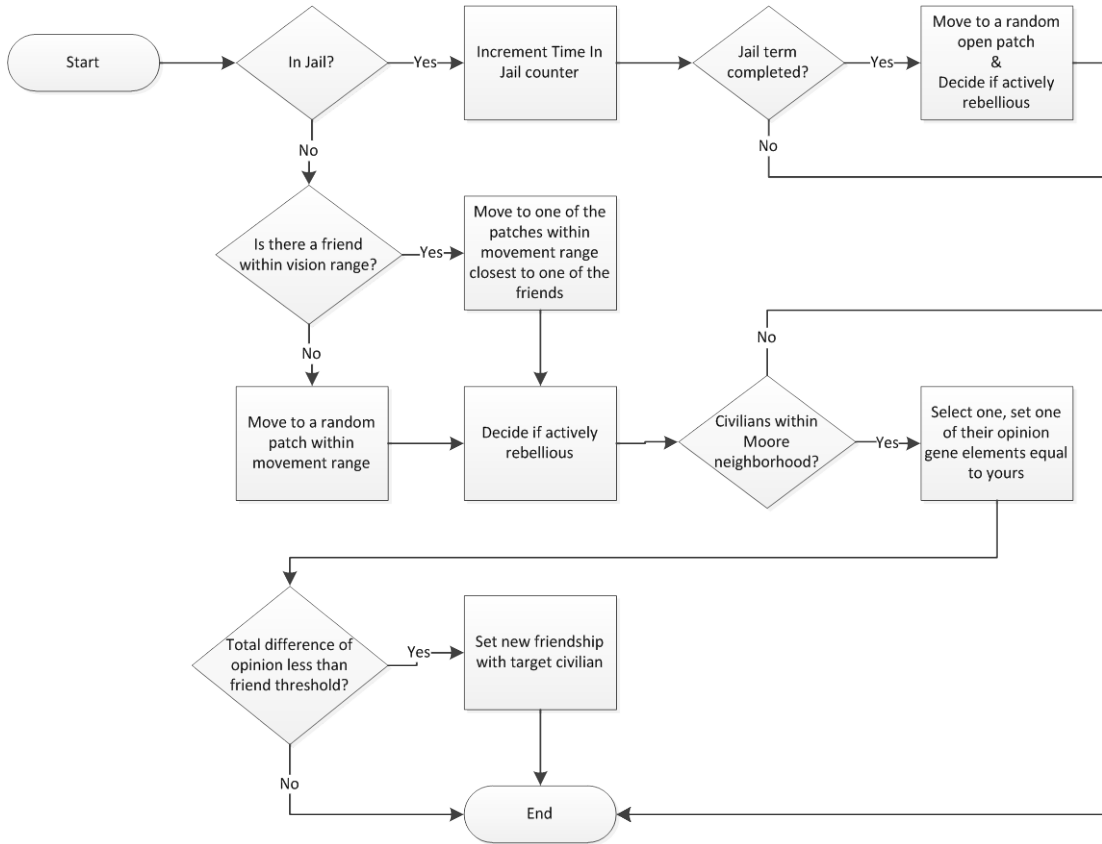 Start
In Jail?
Yes
Increment Time In
Jail counter
Jail term
completed?
Yes
Move to a random
open patch
&
Decide if actively
rebellious
No
No
Is there a friend
within vision range?
Yes
Move to one of the
patches within
movement range
closest to one of the
friends
No
No
Move to a random
patch within
movement range
Decide if actively
rebellious
Civilians within
Moore
neighborhood?
Yes
Select one, set one
of their opinion
gene elements equal
to yours
Total difference of
opinion less than
friend threshold?
Yes
Set new friendship
with target civilian
No
End